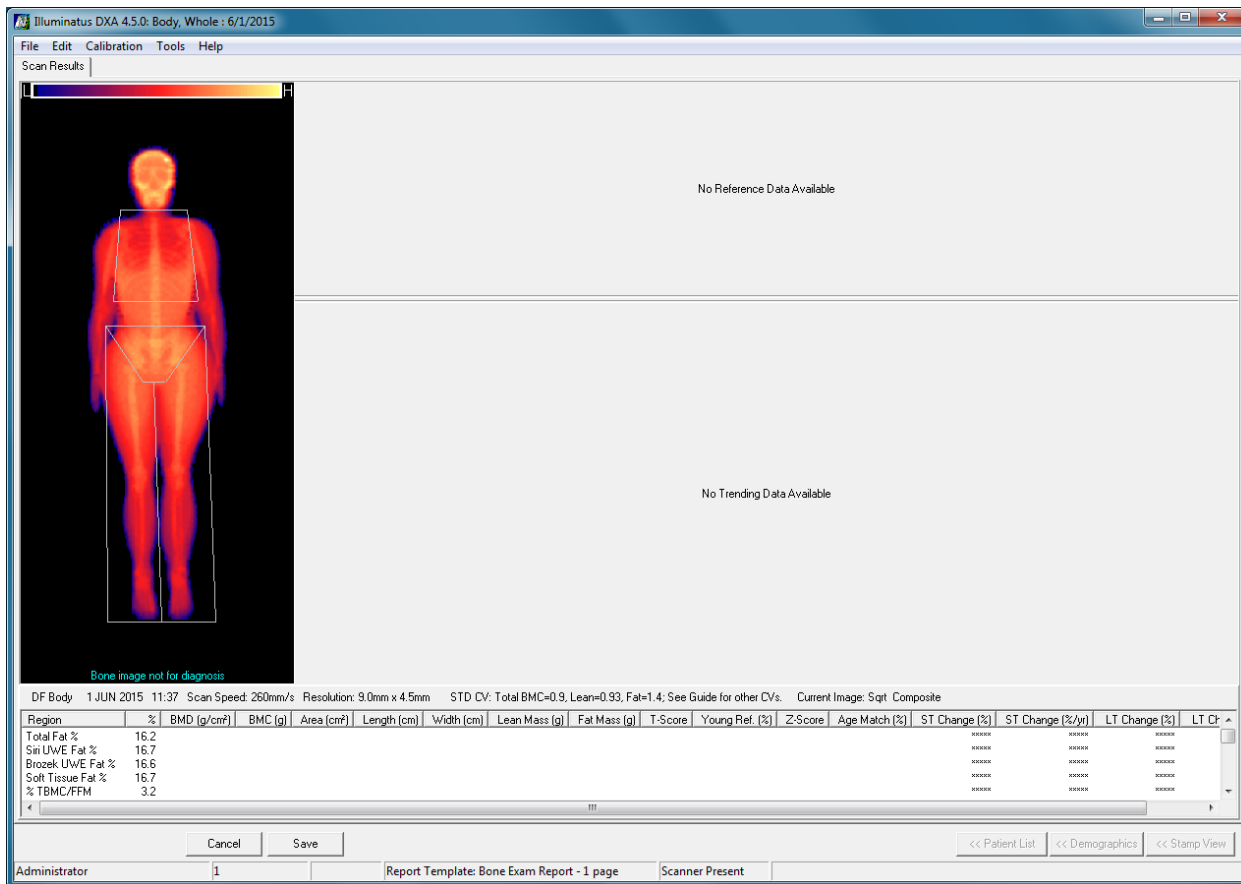 Illuminatus DXA 4.5.0: Body, Whole : 6/1/2015
File Edit Calibration Tools Help
Scan Results
L H
No Reference Data Available
No Trending Data Available
Bone image not for diagnosis
DF Body 1 JUN 2015 11:37 Scan Speed: 260mm/s Resolution: 9.0mm x 4.5mm STD CV: Total BMC=0.9, Lean=0.93, Fat=1.4; See Guide for other CVs. Current Image: Sqrt Composite
Region % BMD (g/cm²) BMC (g) Area (cm²) Length (cm) Width (cm) Lean Mass (g) Fat Mass (g) T-Score Young Ref. (%) Z-Score Age Match (%) ST Change (%) ST Change (%/yr) LT Change (%) LT Ch
Total Fat % 16.2 ***** ***** *****
Siri UWE Fat % 16.7 ***** ***** *****
Brozek UWE Fat % 16.6 ***** ***** *****
Soft Tissue Fat % 16.7 ***** ***** *****
% TBMC/FFM 3.2 ***** ***** *****
Cancel Save << Patient List << Demographics << Stamp View
Administrator 1 Report Template: Bone Exam Report - 1 page Scanner Present